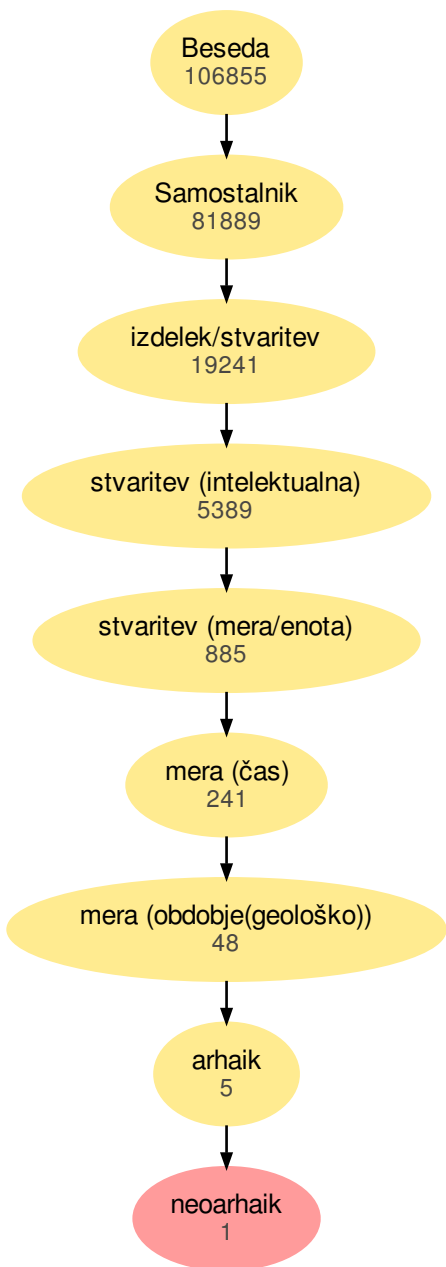 Beseda
106855
Samostalnik
81889
izdelek/stvaritev
19241
stvaritev (intelektualna)
5389
stvaritev (mera/enota)
885
mera (čas)
241
mera (obdobje(geološko))
48
arhaik
5
neoarhaik
1